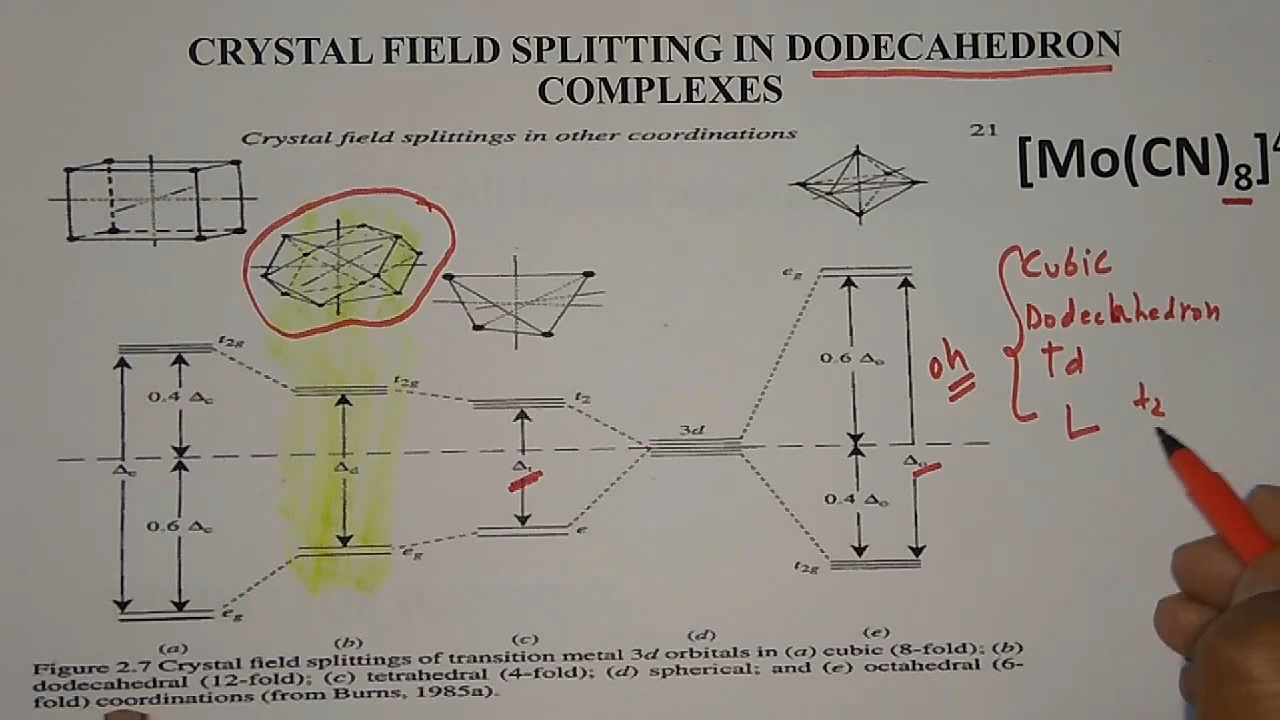 CRYSTAL FIELD SPLITTING IN DODECAHEDRON
COMPLEXES
Crystal field splittings in other coordinations
21
[Mo(CN)8]4
Cubic
Dodecahedron
td
t2
oh
eg
0.6 Δo
3d
Δo
0.4 Δo
t2g
t2g
0.4 Δc
Δc
0.6 Δc
eg
t2g
Δd
eg
t2
Δt
e
(a)
(b)
(c)
(d)
(e)
Figure 2.7 Crystal field splittings of transition metal 3d orbitals in (a) cubic (8-fold); (b)
dodecahedral (12-fold); (c) tetrahedral (4-fold); (d) spherical; and (e) octahedral (6-
fold) coordinations (from Burns, 1985a).